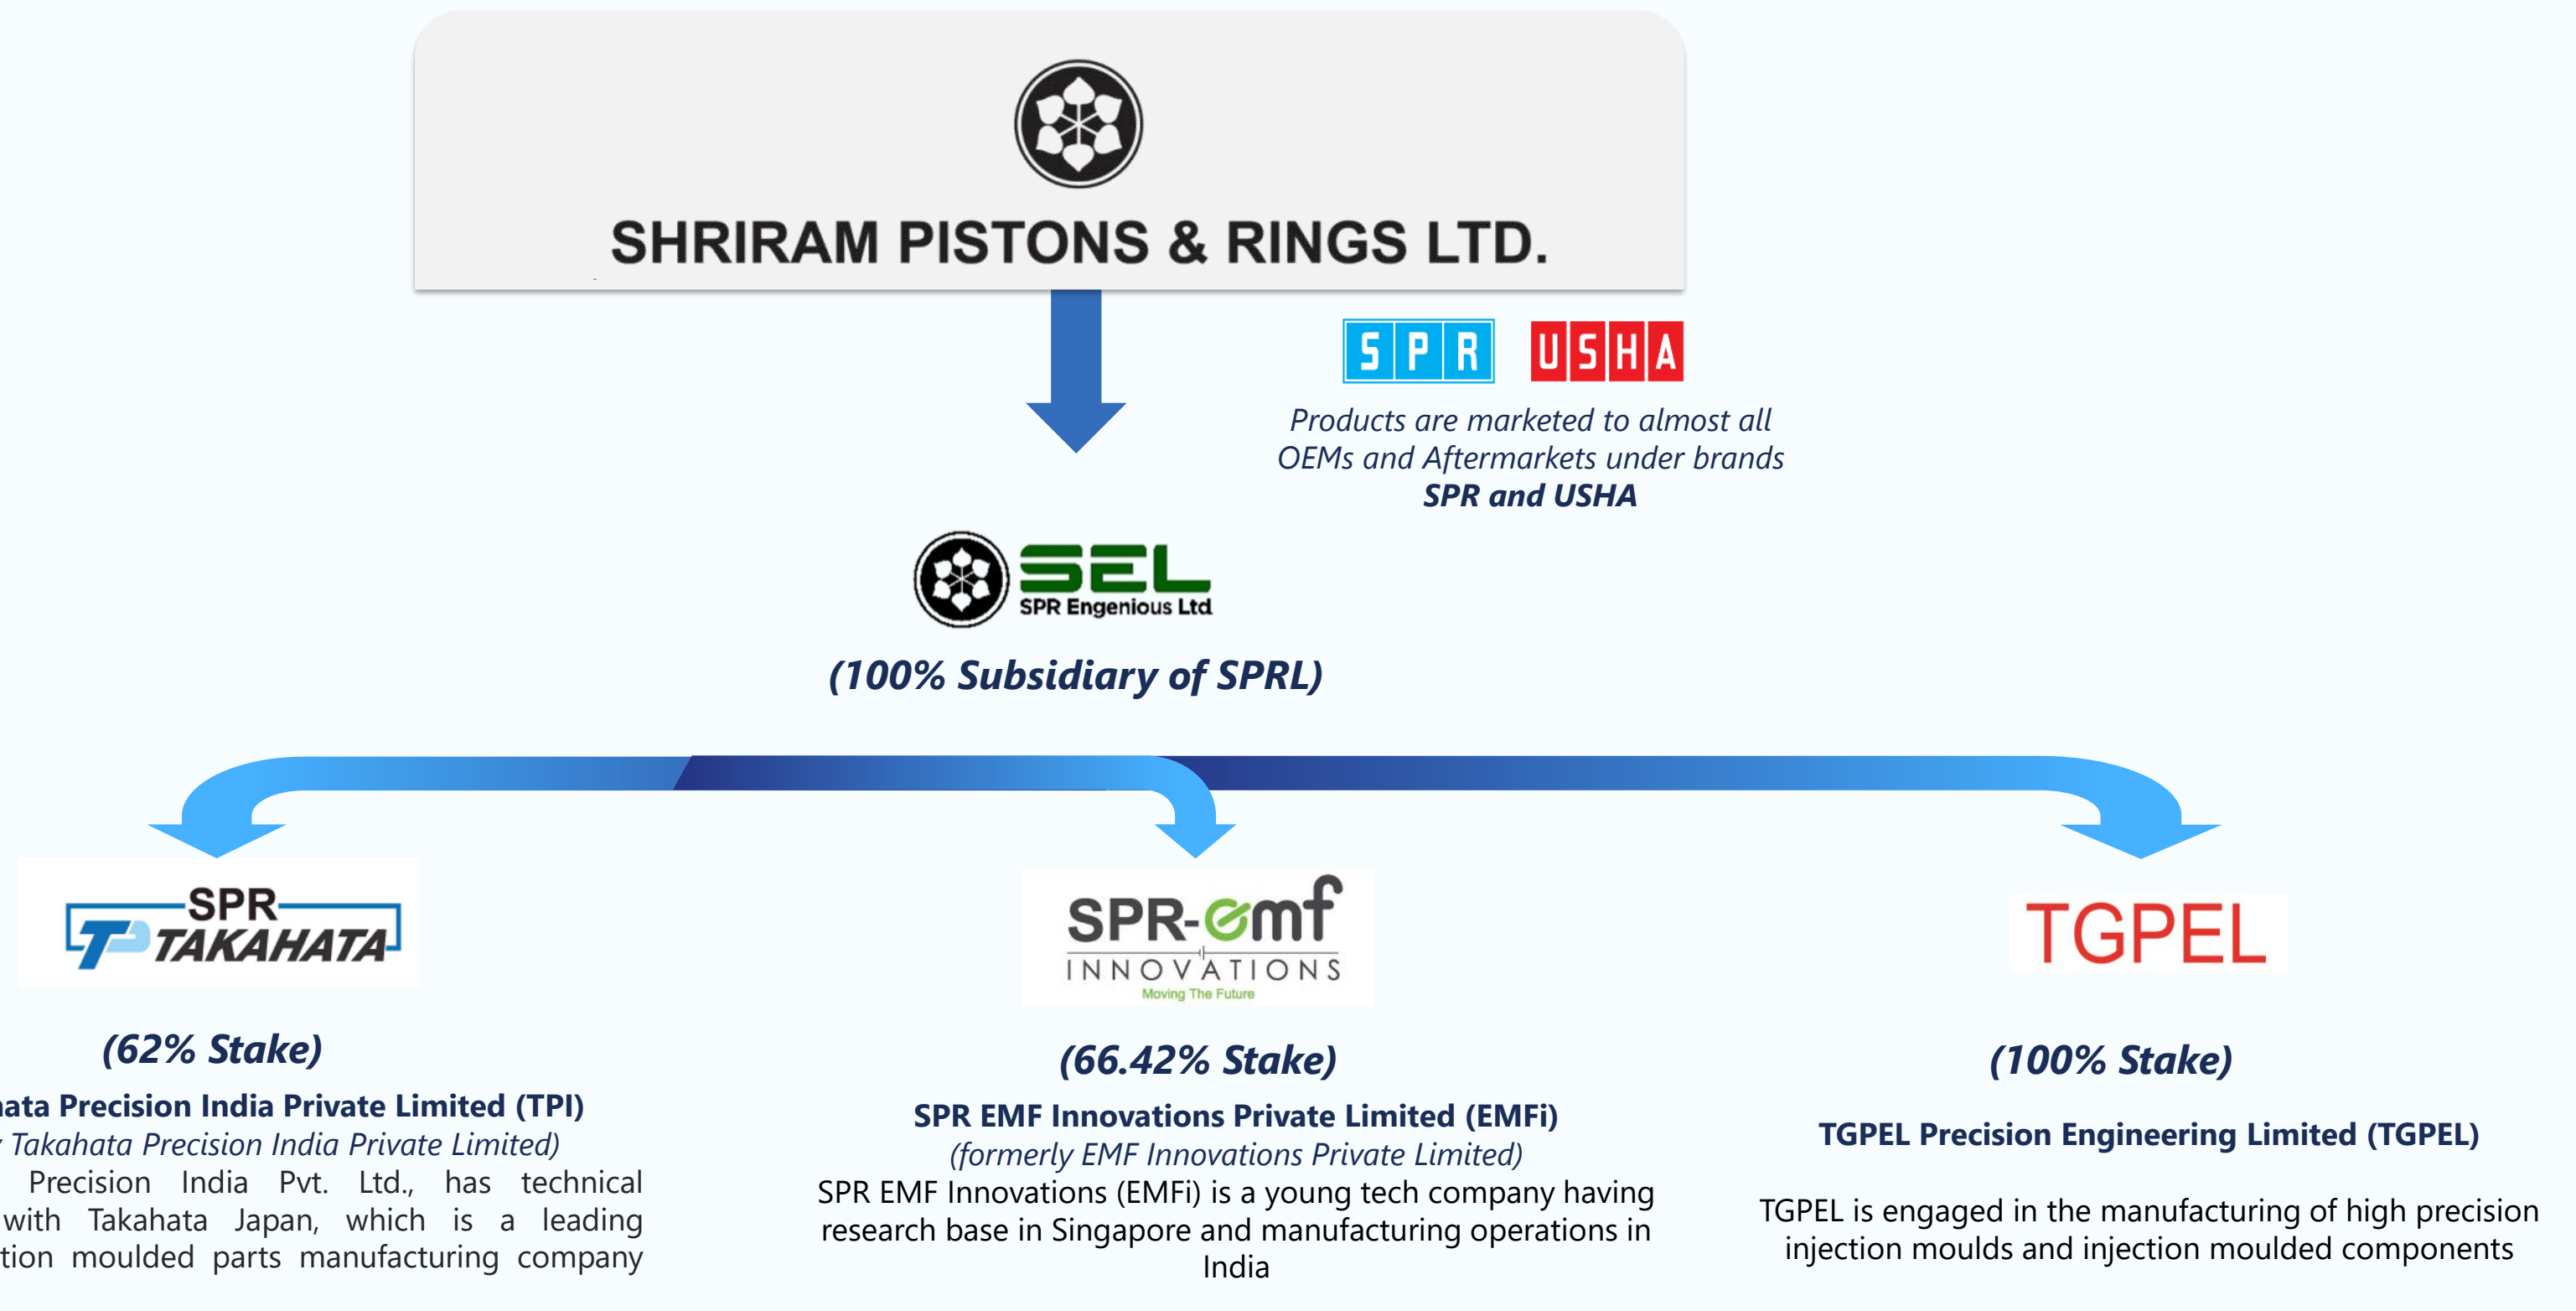 SHRIRAM PISTONS & RINGS LTD.
SPR USHA
Products are marketed to almost all
OEMs and Aftermarkets under brands
SPR and USHA
SEL
SPR Engenious Ltd
(100% Subsidiary of SPRL)
SPR
TAKAHATA
(62% Stake)
Precision India Private Limited (TPI)
Takahata Precision India Private Limited)
Precision India Pvt. Ltd., has technical
with Takahata Japan, which is a leading
moulded parts manufacturing company
SPR-emf
INNOVATIONS
Moving The Future
(66.42% Stake)
SPR EMF Innovations Private Limited (EMFi)
(formerly EMF Innovations Private Limited)
SPR EMF Innovations (EMFi) is a young tech company having
research base in Singapore and manufacturing operations in
India
TGPEL
(100% Stake)
TGPEL Precision Engineering Limited (TGPEL)
TGPEL is engaged in the manufacturing of high precision
injection moulds and injection moulded components